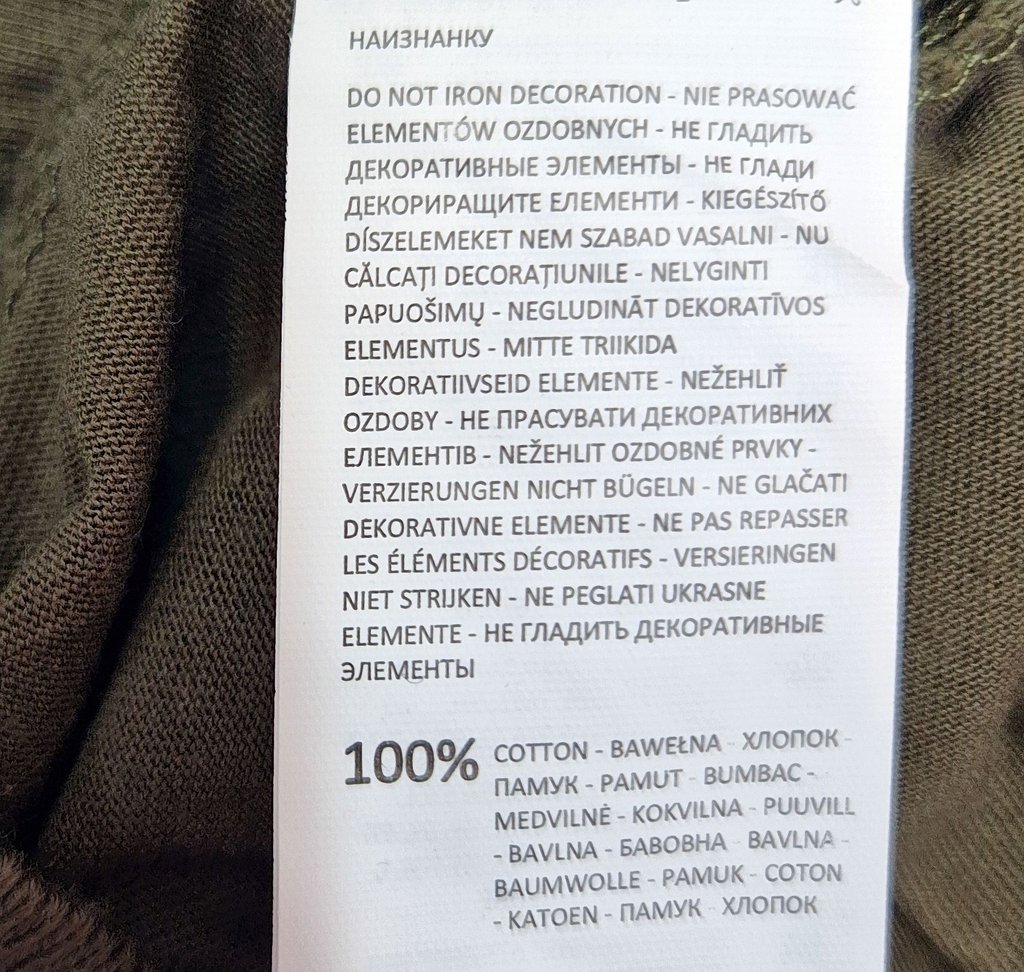 НАИЗНАНКУ
DO NOT IRON DECORATION - NIE PRASOWAĆ
ELEMENTÓW OZDOBNYCH - НЕ ГЛАДИТЬ
ДЕКОРАТИВНЫЕ ЭЛЕМЕНТЫ - НЕ ГЛАДИ
ДЕКОРИРАЩИТЕ ЕЛЕМЕНТИ - KIEGÉSZÍTŐ
DÍSZELEMEKET NEM SZABAD VASALNI - NU
CĂLCAȚI DECORAȚIUNILE - NELYGINTI
PAPUOŠIMŲ - NEGLUDINĀT DEKORATĪVOS
ELEMENTUS - MITTE TRIIKIDA
DEKORATIIVSEID ELEMENTE - NEŽEHLIŤ
OZDOBY - НЕ ПРАСУВАТИ ДЕКОРАТИВНИХ
ЕЛЕМЕНТІВ - NEŽEHLIT OZDOBNÉ PRVKY -
VERZIERUNGEN NICHT BÜGELN - NE GLAČATI
DEKORATIVNE ELEMENTE - NE PAS REPASSER
LES ÉLÉMENTS DÉCORATIFS - VERSIERINGEN
NIET STRIJKEN - NE PEGLATI UKRASNE
ELEMENTE - НЕ ГЛАДИТЬ ДЕКОРАТИВНЫЕ
ЭЛЕМЕНТЫ
100% COTTON - BAWEŁNA - ХЛОПОК -
ПАМУК - PAMUT - BUMBAC -
MEDVILNĖ - KOKVILNA - PUUVILL
- BAVLNA - БАВОВНА - BAVLNA -
BAUMWOLLE - PAMUK - COTON
- KATOEN - ПАМУК - ХЛОПОК